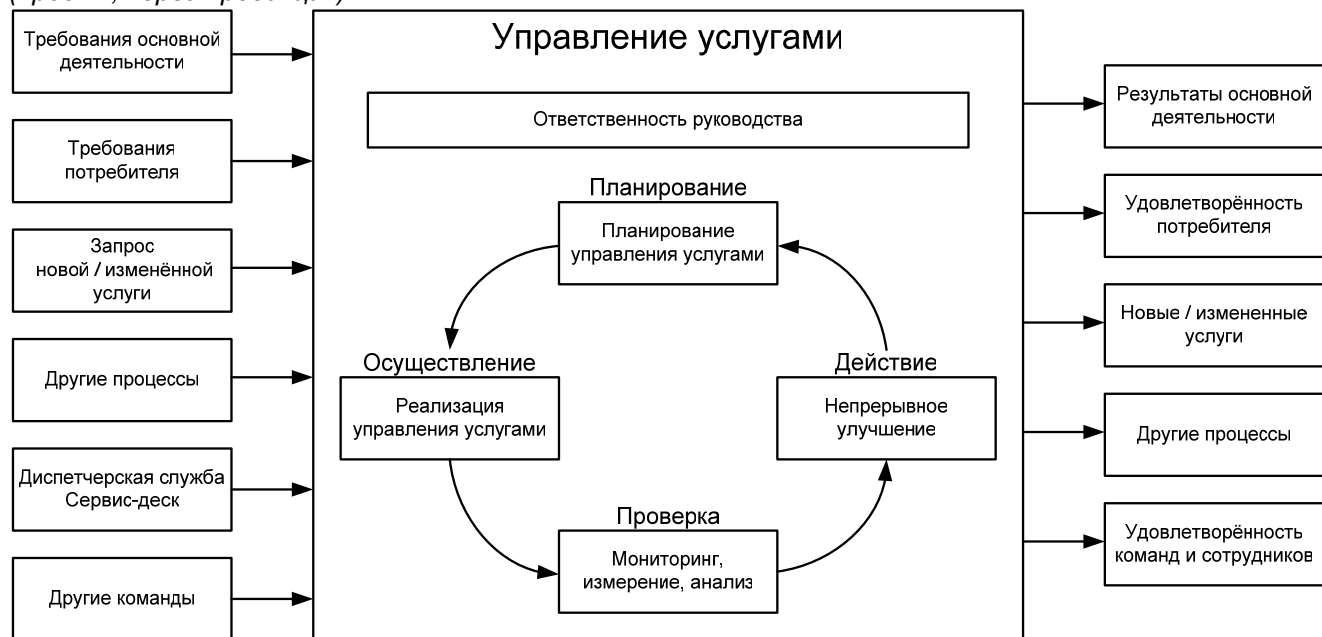 Управление услугами
Требования основной
деятельности
Требования
потребителя
Запрос
новой / изменённой
услуги
Другие процессы
Диспетчерская служба
Сервис-деск
Другие команды
Ответственность руководства
Планирование
Планирование
управления услугами
Осуществление
Реализация
управления услугами
Действие
Непрерывное
улучшение
Проверка
Мониторинг,
измерение, анализ
Результаты основной
деятельности
Удовлетворённость
потребителя
Новые / измененные
услуги
Другие процессы
Удовлетворённость
команд и сотрудников